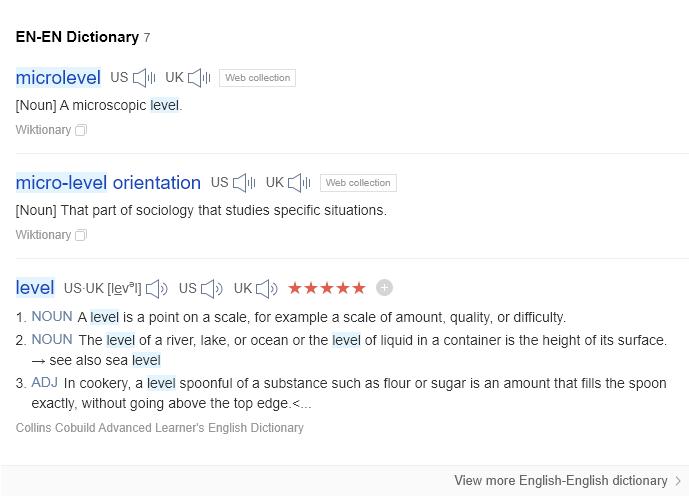 EN-EN Dictionary 7
microlevel US UK Web collection
[Noun] A microscopic level.
Wiktionary
micro-level orientation US UK Web collection
[Noun] That part of sociology that studies specific situations.
Wiktionary
level US·UK [levᵊl] US UK ★★★★★ +
1. NOUN A level is a point on a scale, for example a scale of amount, quality, or difficulty.
2. NOUN The level of a river, lake, or ocean or the level of liquid in a container is the height of its surface.
→ see also sea level
3. ADJ In cookery, a level spoonful of a substance such as flour or sugar is an amount that fills the spoon
exactly, without going above the top edge.<...
Collins Cobuild Advanced Learner's English Dictionary
View more English-English dictionary >